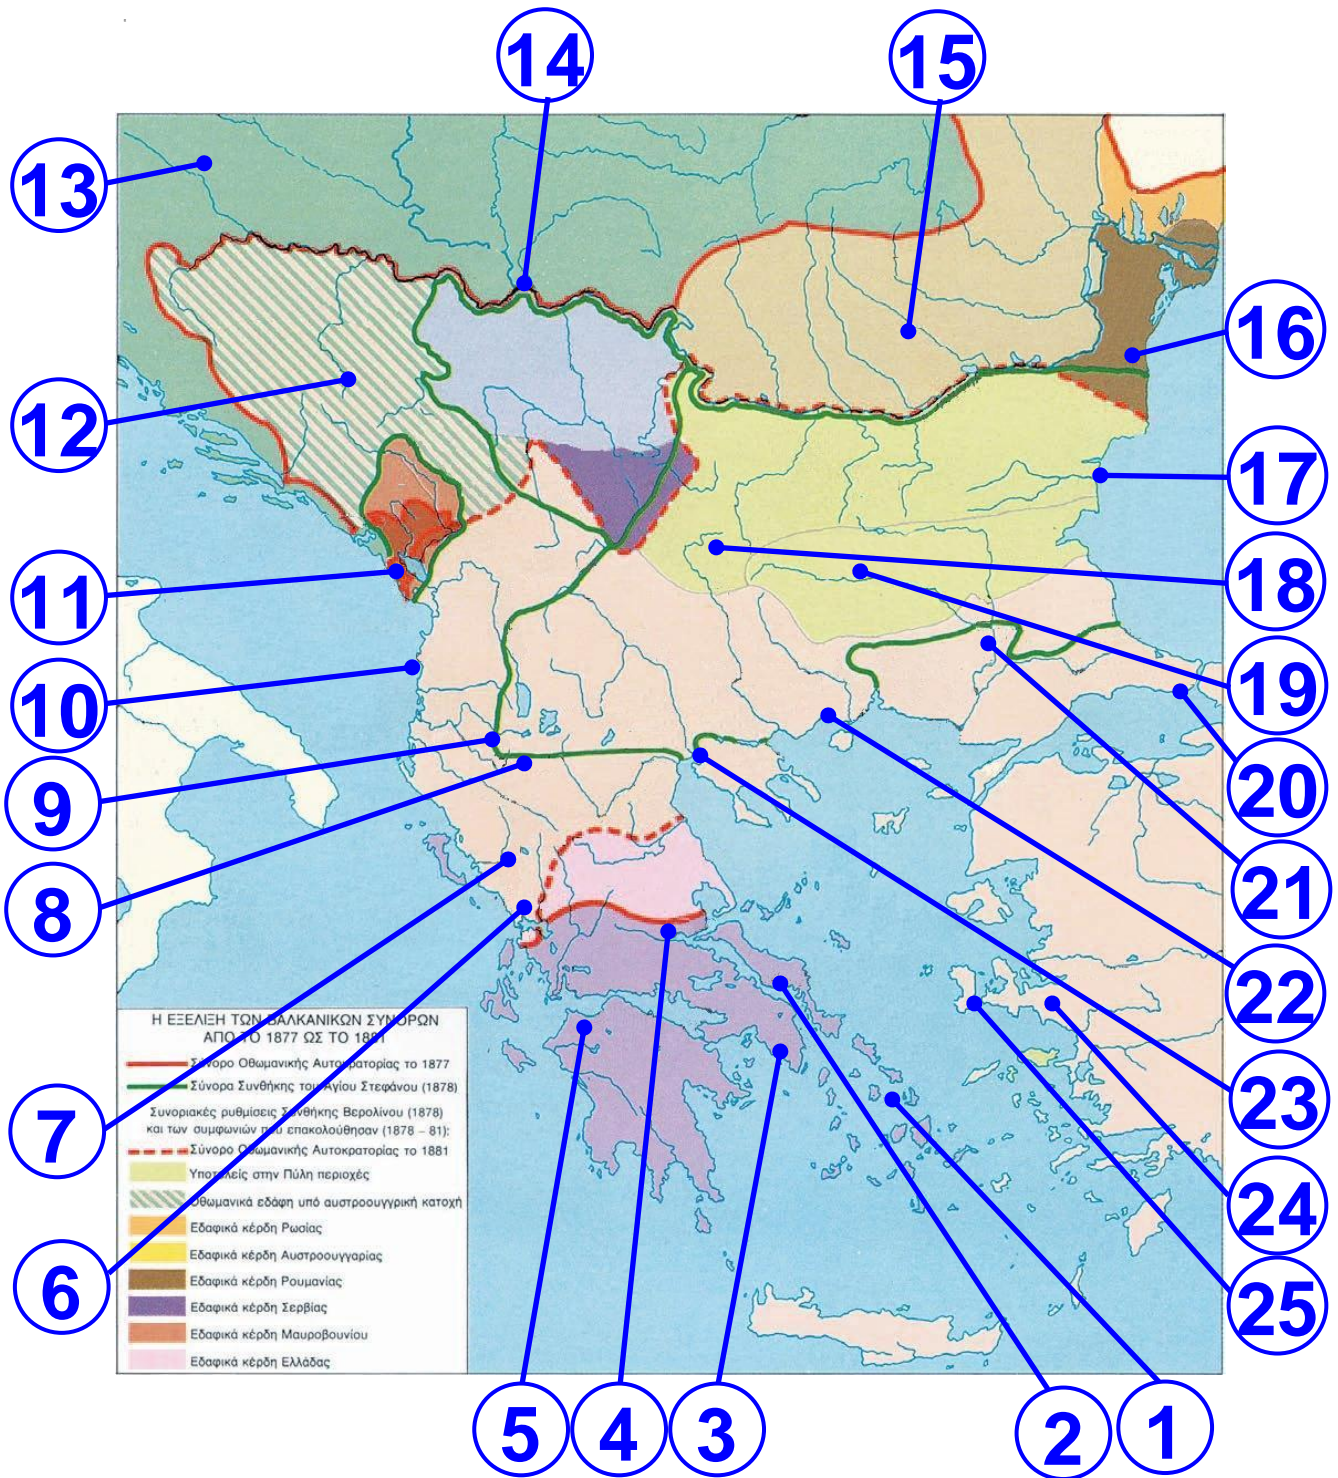 14
15
13
16
12
17
11
18
10
19
9
20
8
21
22
Η ΕΞΕΛΙΞΗ ΤΩΝ ΒΑΛΚΑΝΙΚΩΝ ΣΥΝΟΡΩΝ
ΑΠΟ ΤΟ 1877 ΩΣ ΤΟ 1881
Σύνορο Οθωμανικής Αυτοκρατορίας το 1877
Σύνορα Συνθήκης του Αγίου Στεφάνου (1878)
Συνοριακές ρυθμίσεις Συνθήκης Βερολίνου (1878)
και των συμφωνιών που επακολούθησαν (1878 – 81):
Σύνορο Οθωμανικής Αυτοκρατορίας το 1881
Υποτελείς στην Πύλη περιοχές
Οθωμανικά εδάφη υπό αυστροουγγρική κατοχή
Εδαφικά κέρδη Ρωσίας
Εδαφικά κέρδη Αυστροουγγαρίας
Εδαφικά κέρδη Ρουμανίας
Εδαφικά κέρδη Σερβίας
Εδαφικά κέρδη Μαυροβουνίου
Εδαφικά κέρδη Ελλάδας
7
23
24
6
25
5
4
3
2
1